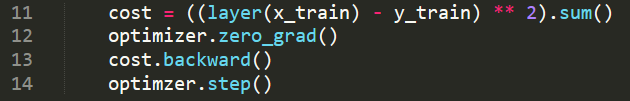 11 cost = ((layer(x_train) - y_train) ** 2).sum()
12 optimizer.zero_grad()
13 cost.backward()
14 optimzer.step()